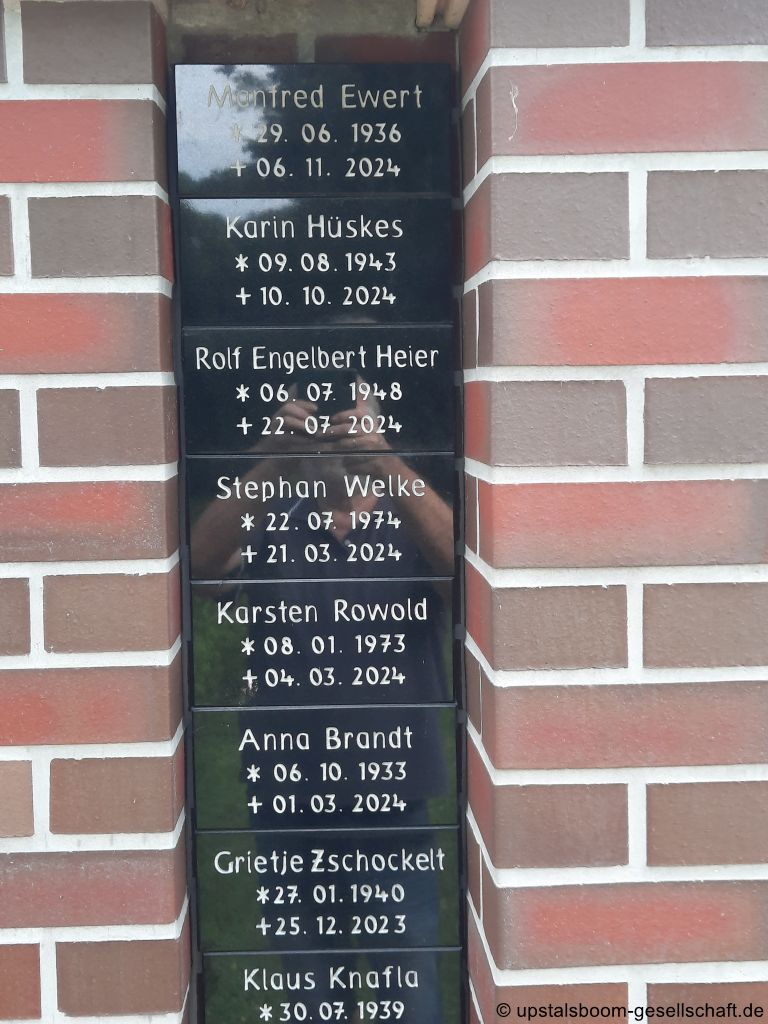 Manfred Ewert
* 29. 06. 1936
+ 06. 11. 2024
Karin Hüskes
* 09. 08. 1943
+ 10. 10. 2024
Rolf Engelbert Heier
* 06. 07. 1948
+ 22. 07. 2024
Stephan Welke
* 22. 07. 1974
+ 21. 03. 2024
Karsten Rowold
* 08. 01. 1973
+ 04. 03. 2024
Anna Brandt
* 06. 10. 1933
+ 01. 03. 2024
Grietje Zschockelt
*27. 01. 1940
+25. 12. 2023
Klaus Knafla
* 30. 07. 1939
© upstalsboom-gesellschaft.de